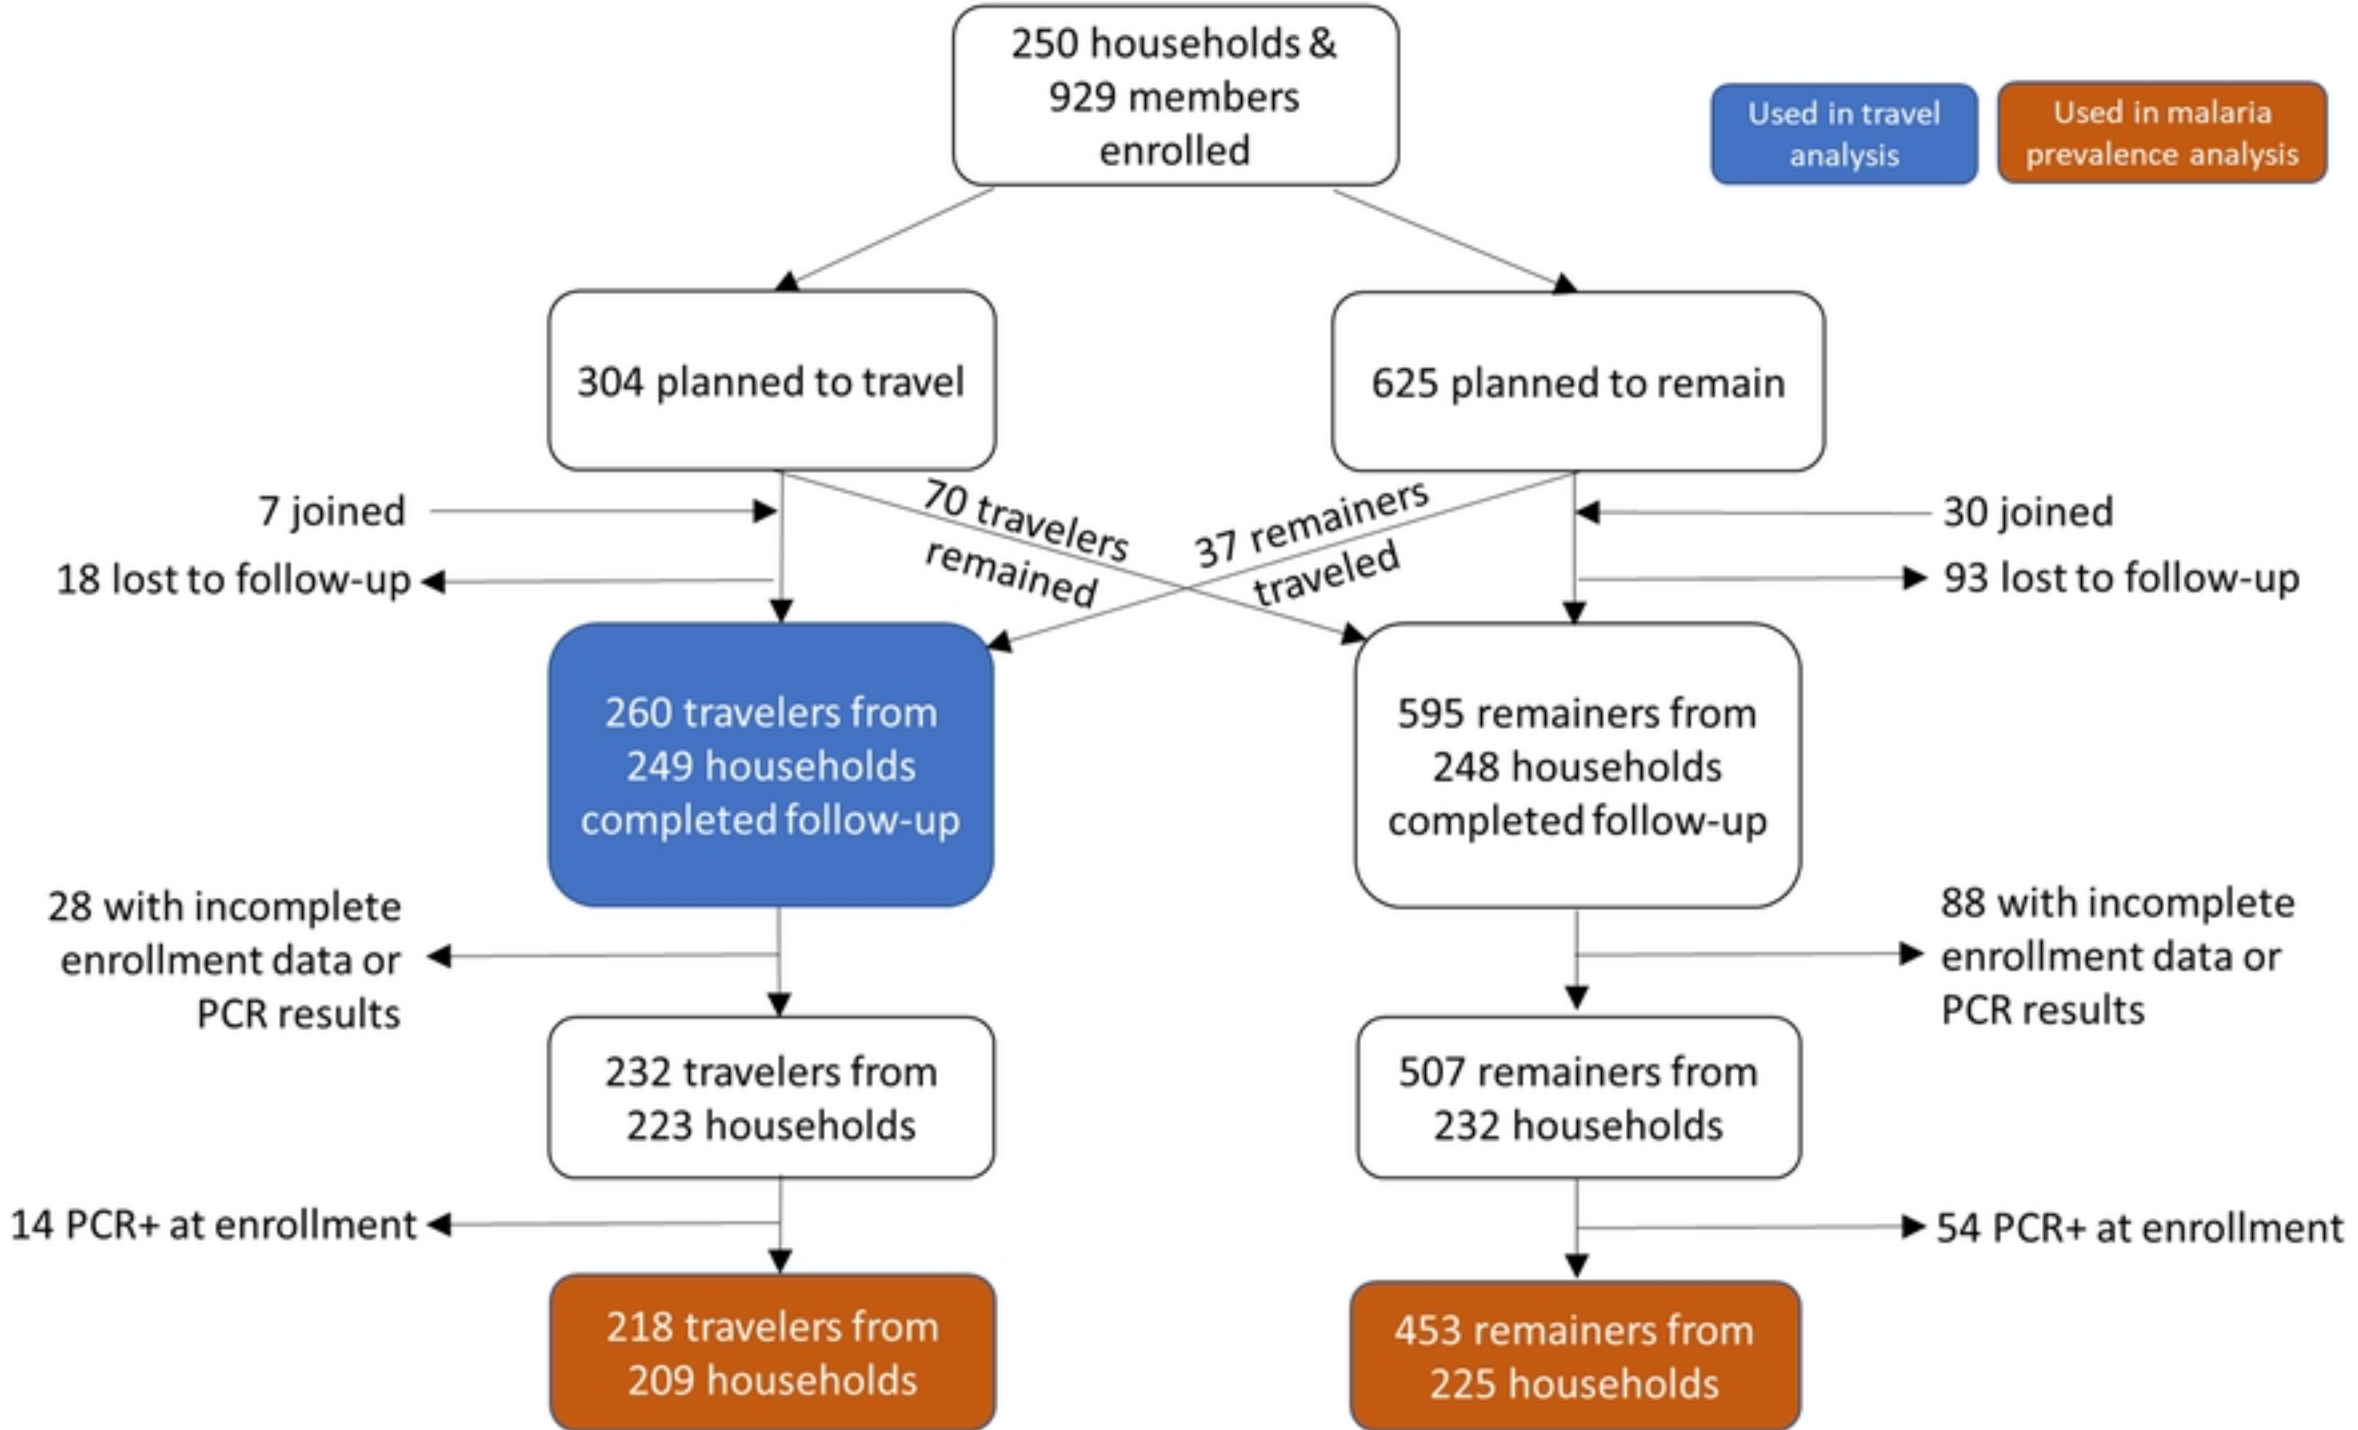 250 households &
929 members
enrolled
Used in travel
analysis
Used in malaria
prevalence analysis
304 planned to travel
625 planned to remain
7 joined
18 lost to follow-up
70 travelers
remained
37 remainers
traveled
30 joined
93 lost to follow-up
260 travelers from
249 households
completed follow-up
595 remainers from
248 households
completed follow-up
28 with incomplete
enrollment data or
PCR results
88 with incomplete
enrollment data or
PCR results
232 travelers from
223 households
507 remainers from
232 households
14 PCR+ at enrollment
54 PCR+ at enrollment
218 travelers from
209 households
453 remainers from
225 households